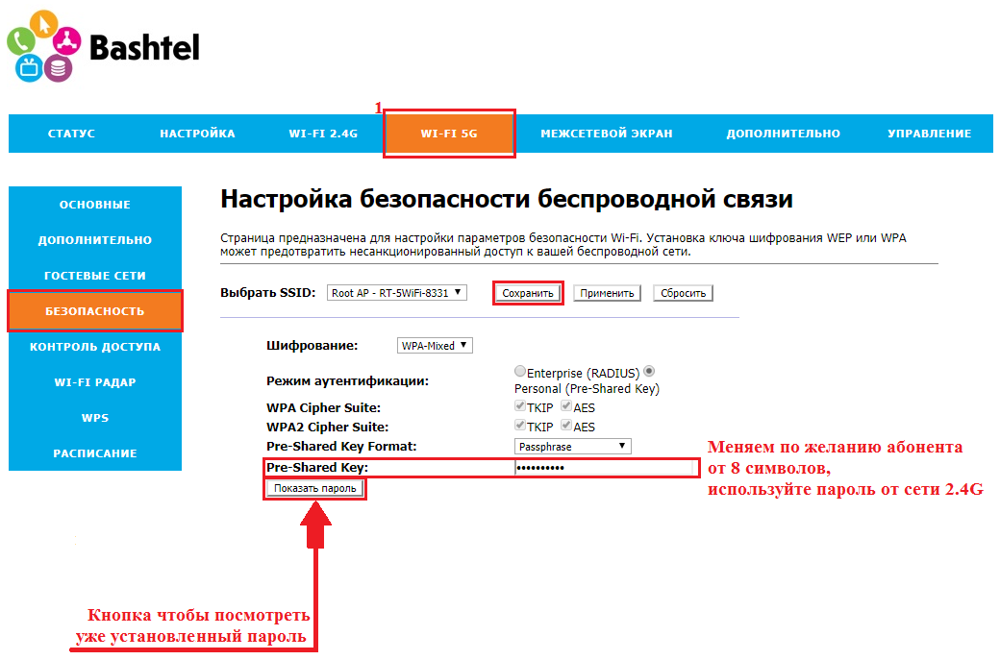 Bashtel
1
СТАТУС
НАСТРОЙКА
WI-FI 2.4G
WI-FI 5G
МЕЖСЕТЕВОЙ ЭКРАН
ДОПОЛНИТЕЛЬНО
УПРАВЛЕНИЕ
ОСНОВНЫЕ
ДОПОЛНИТЕЛЬНО
ГОСТЕВЫЕ СЕТИ
БЕЗОПАСНОСТЬ
КОНТРОЛЬ ДОСТУПА
WI-FI РАДАР
WPS
РАСПИСАНИЕ
Настройка безопасности беспроводной связи
Страница предназначена для настройки параметров безопасности Wi-Fi. Установка ключа шифрования WEP или WPA
может предотвратить несанкционированный доступ к вашей беспроводной сети.
Выбрать SSID: Root AP - RT-5WiFi-8331 Сохранить Применить Сбросить
Шифрование: WPA-Mixed
Режим аутентификации: Enterprise (RADIUS)
Personal (Pre-Shared Key)
WPA Cipher Suite: TKIP AES
WPA2 Cipher Suite: TKIP AES
Pre-Shared Key Format: Passphrase
Pre-Shared Key: ••••••••••
Показать пароль
Меняем по желанию абонента
от 8 символов,
используйте пароль от сети 2.4G
Кнопка чтобы посмотреть
уже установленный пароль